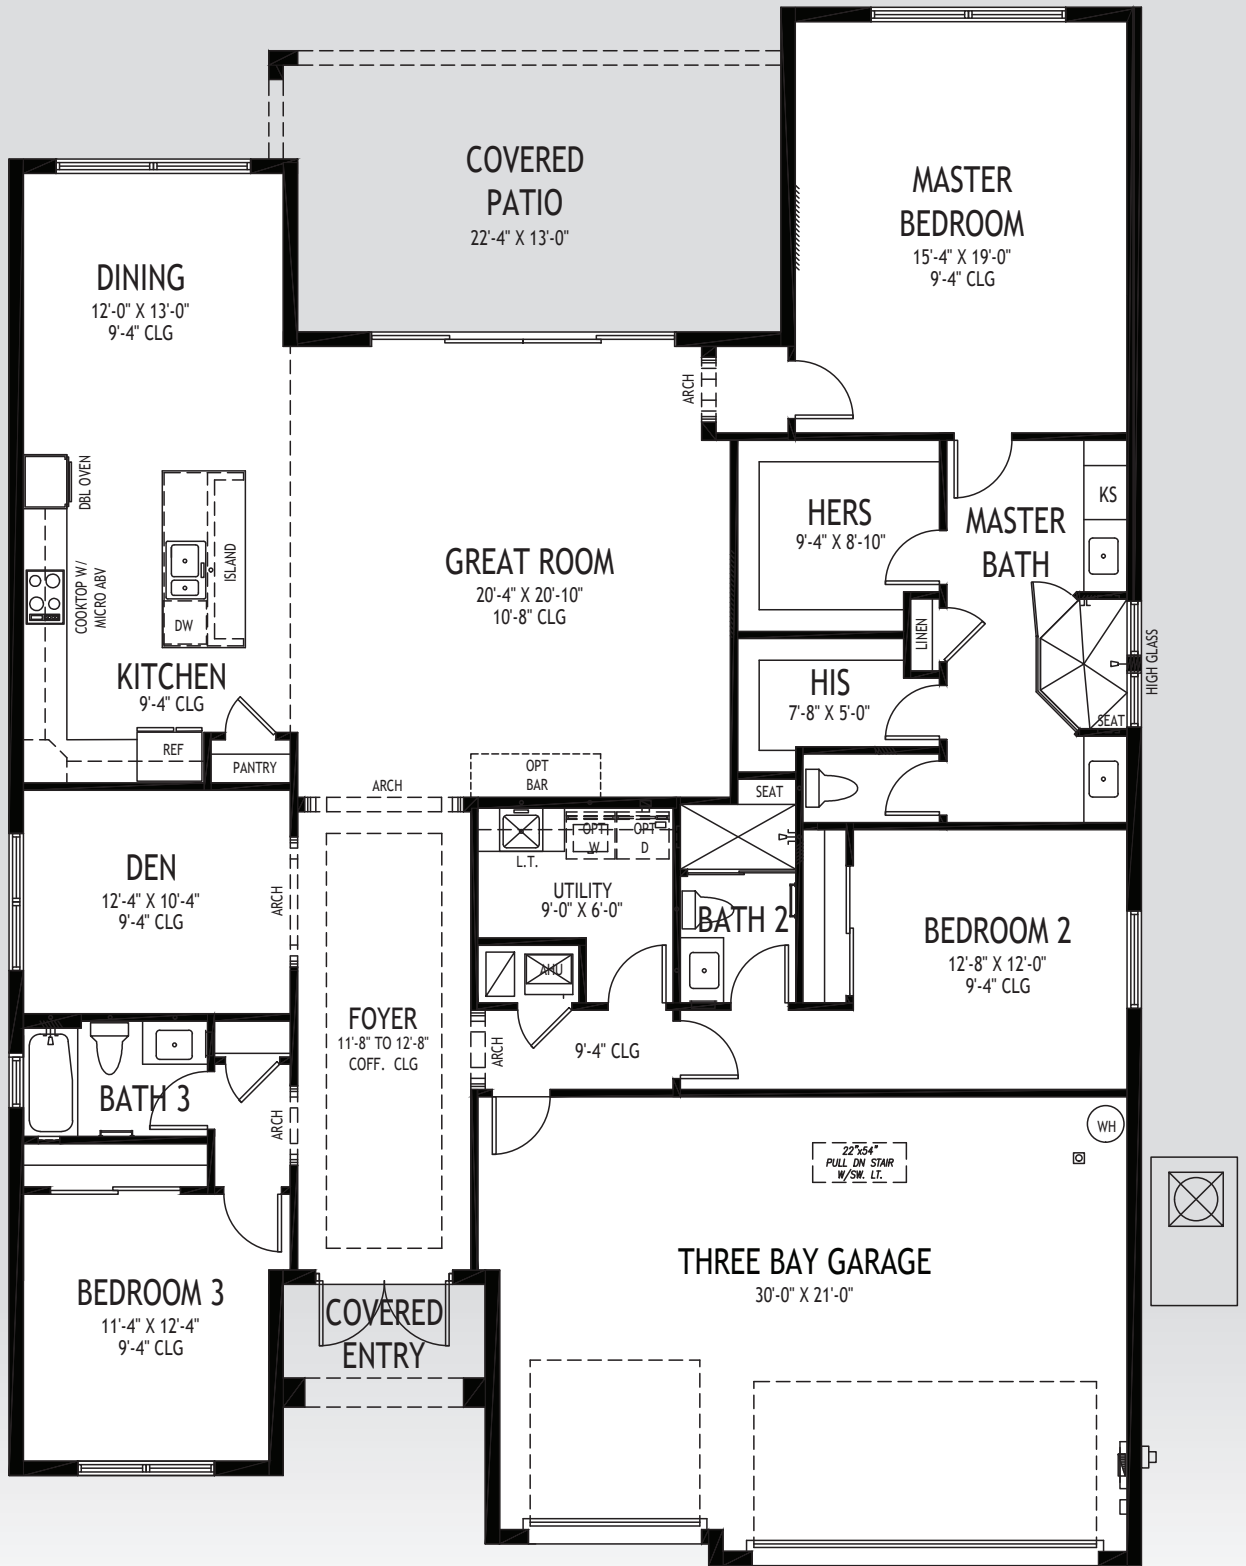 COVERED
PATIO
22'-4" X 13'-0"
MASTER
BEDROOM
15'-4" X 19'-0"
9'-4" CLG
DINING
12'-0" X 13'-0"
9'-4" CLG
ARCH
DBL OVEN
COOKTOP W/
MICRO ABV
ISLAND
DW
KITCHEN
9'-4" CLG
REF
PANTRY
GREAT ROOM
20'-4" X 20'-10"
10'-8" CLG
OPT
BAR
ARCH
HERS
9'-4" X 8'-10"
MASTER
BATH
KS
LINEN
HIS
7'-8" X 5'-0"
HIGH GLASS
SEAT
SEAT
DEN
12'-4" X 10'-4"
9'-4" CLG
ARCH
OPT
W
OPT
D
L.T.
UTILITY
9'-0" X 6'-0"
AHU
BATH 2
BEDROOM 2
12'-8" X 12'-0"
9'-4" CLG
FOYER
11'-8" TO 12'-8"
COFF. CLG
ARCH
9'-4" CLG
BATH 3
ARCH
WH
22"x54"
PULL DN STAIR
W/SW. LT.
THREE BAY GARAGE
30'-0" X 21'-0"
BEDROOM 3
11'-4" X 12'-4"
9'-4" CLG
COVERED
ENTRY